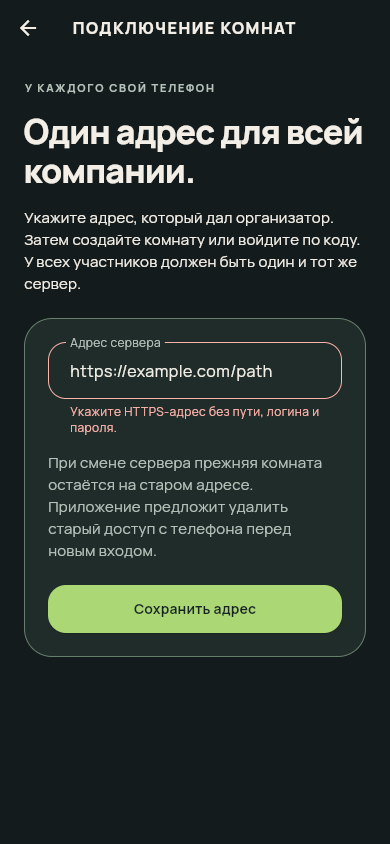 ПОДКЛЮЧЕНИЕ КОМНАТ
У КАЖДОГО СВОЙ ТЕЛЕФОН
Один адрес для всей
компании.
Укажите адрес, который дал организатор.
Затем создайте комнату или войдите по коду.
У всех участников должен быть один и тот же
сервер.
Адрес сервера
https://example.com/path
Укажите HTTPS-адрес без пути, логина и
пароля.
При смене сервера прежняя комната
остаётся на старом адресе.
Приложение предложит удалить
старый доступ с телефона перед
новым входом.
Сохранить адрес